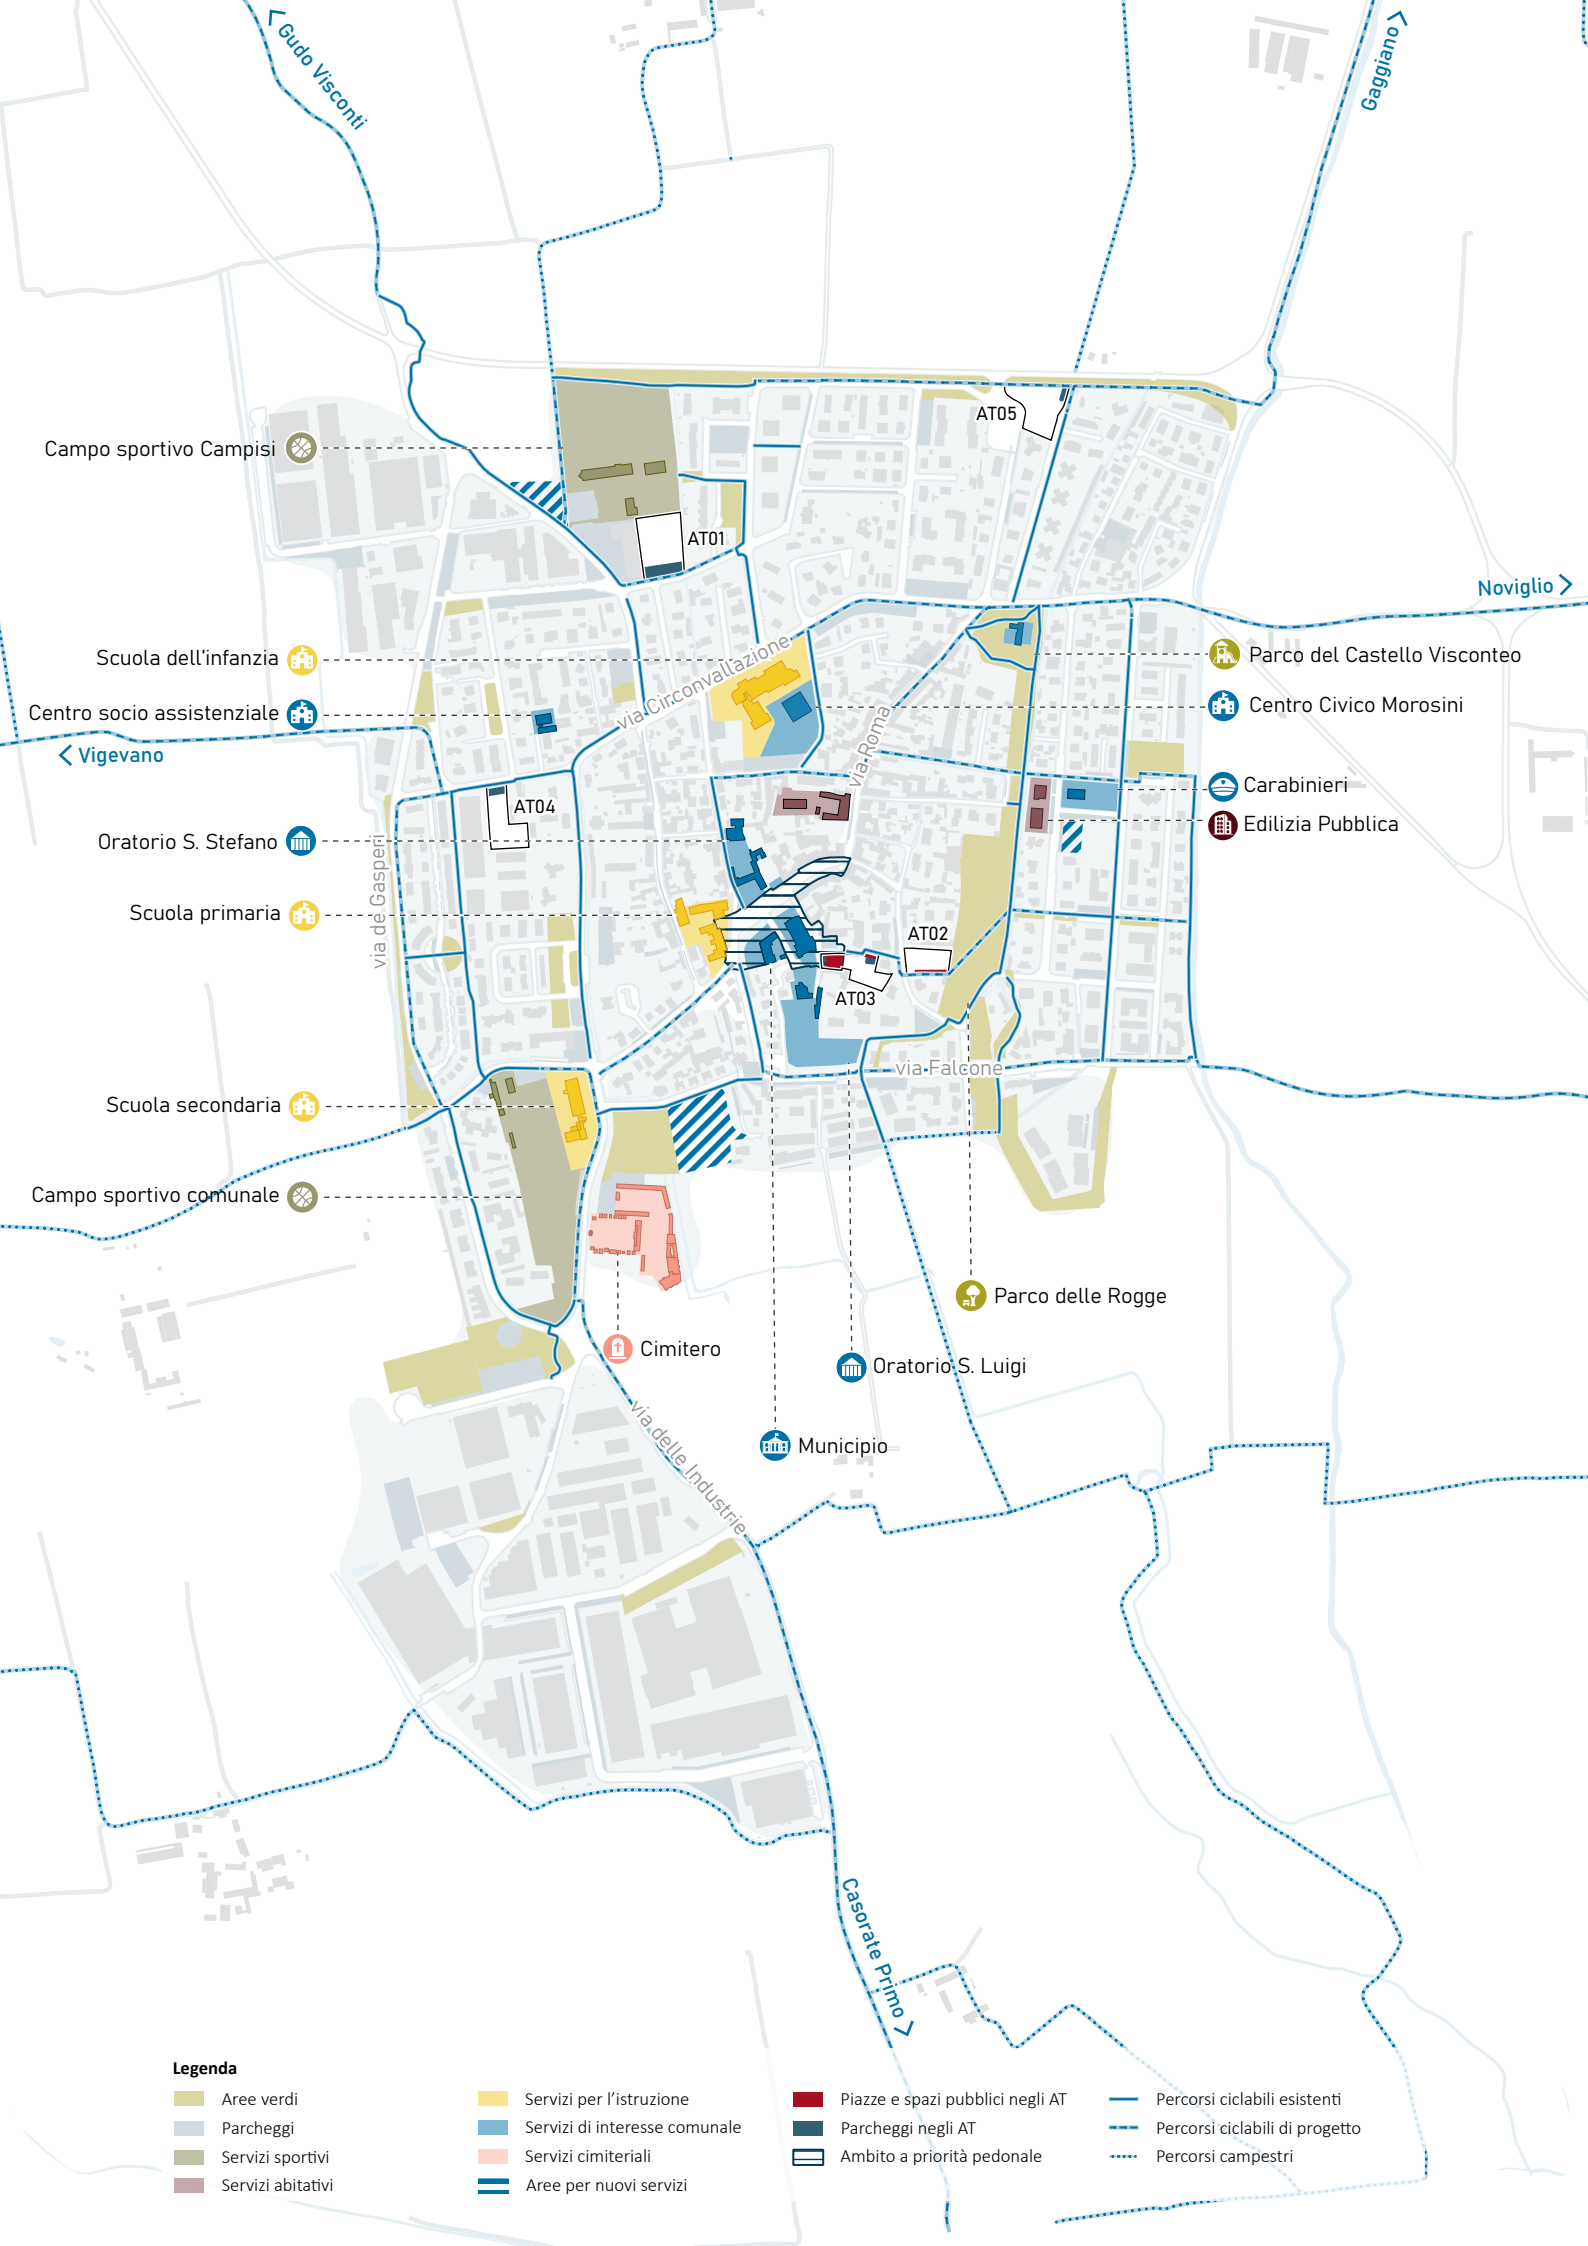 Gudo Visconti
Gaggiano
AT05
Campo sportivo Campisi
AT01
Noviglio
Scuola dell'infanzia
via Circonvallazione
Parco del Castello Visconteo
Centro socio assistenziale
Centro Civico Morosini
via Roma
Vigevano
Carabinieri
AT04
Edilizia Pubblica
Oratorio S. Stefano
via de Gasperi
Scuola primaria
AT02
AT03
via Falcone
Scuola secondaria
Campo sportivo comunale
Parco delle Rogge
Cimitero
Oratorio S. Luigi
via delle Industrie
Municipio
Casorate Primo
Legenda
Aree verdi
Parcheggi
Servizi sportivi
Servizi abitativi
Servizi per l'istruzione
Servizi di interesse comunale
Servizi cimiteriali
Aree per nuovi servizi
Piazze e spazi pubblici negli AT
Parcheggi negli AT
Ambito a priorità pedonale
Percorsi ciclabili esistenti
Percorsi ciclabili di progetto
Percorsi campestri